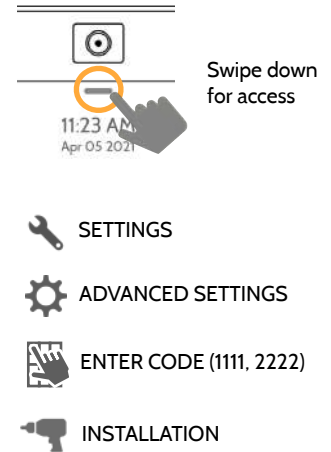 Swipe down
for access
11:23 AM
Apr 05 2021
SETTINGS
ADVANCED SETTINGS
ENTER CODE (1111, 2222)
INSTALLATION